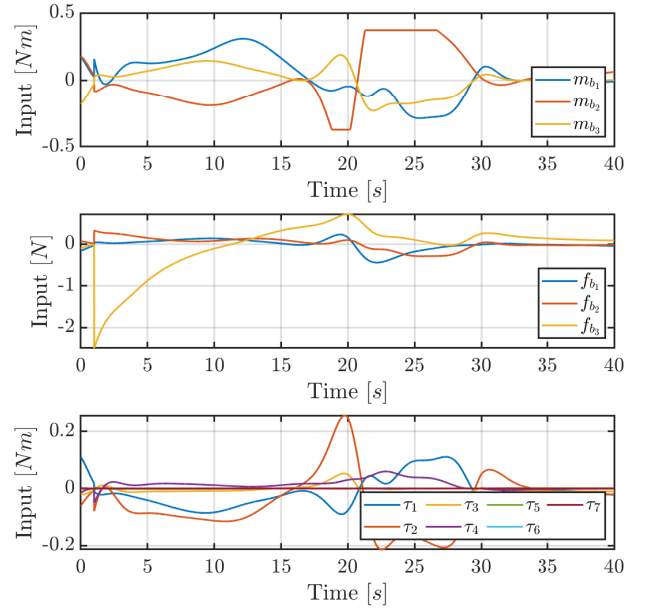 0.5
0
-0.5
Input [Nm]
m_{b_1}
m_{b_2}
m_{b_3}
0 5 10 15 20 25 30 35 40
Time [s]
0
-1
-2
Input [N]
f_{b_1}
f_{b_2}
f_{b_3}
0 5 10 15 20 25 30 35 40
Time [s]
0.2
0
-0.2
Input [Nm]
τ_1 τ_3 τ_5 τ_7
τ_2 τ_4 τ_6
0 5 10 15 20 25 30 35 40
Time [s]